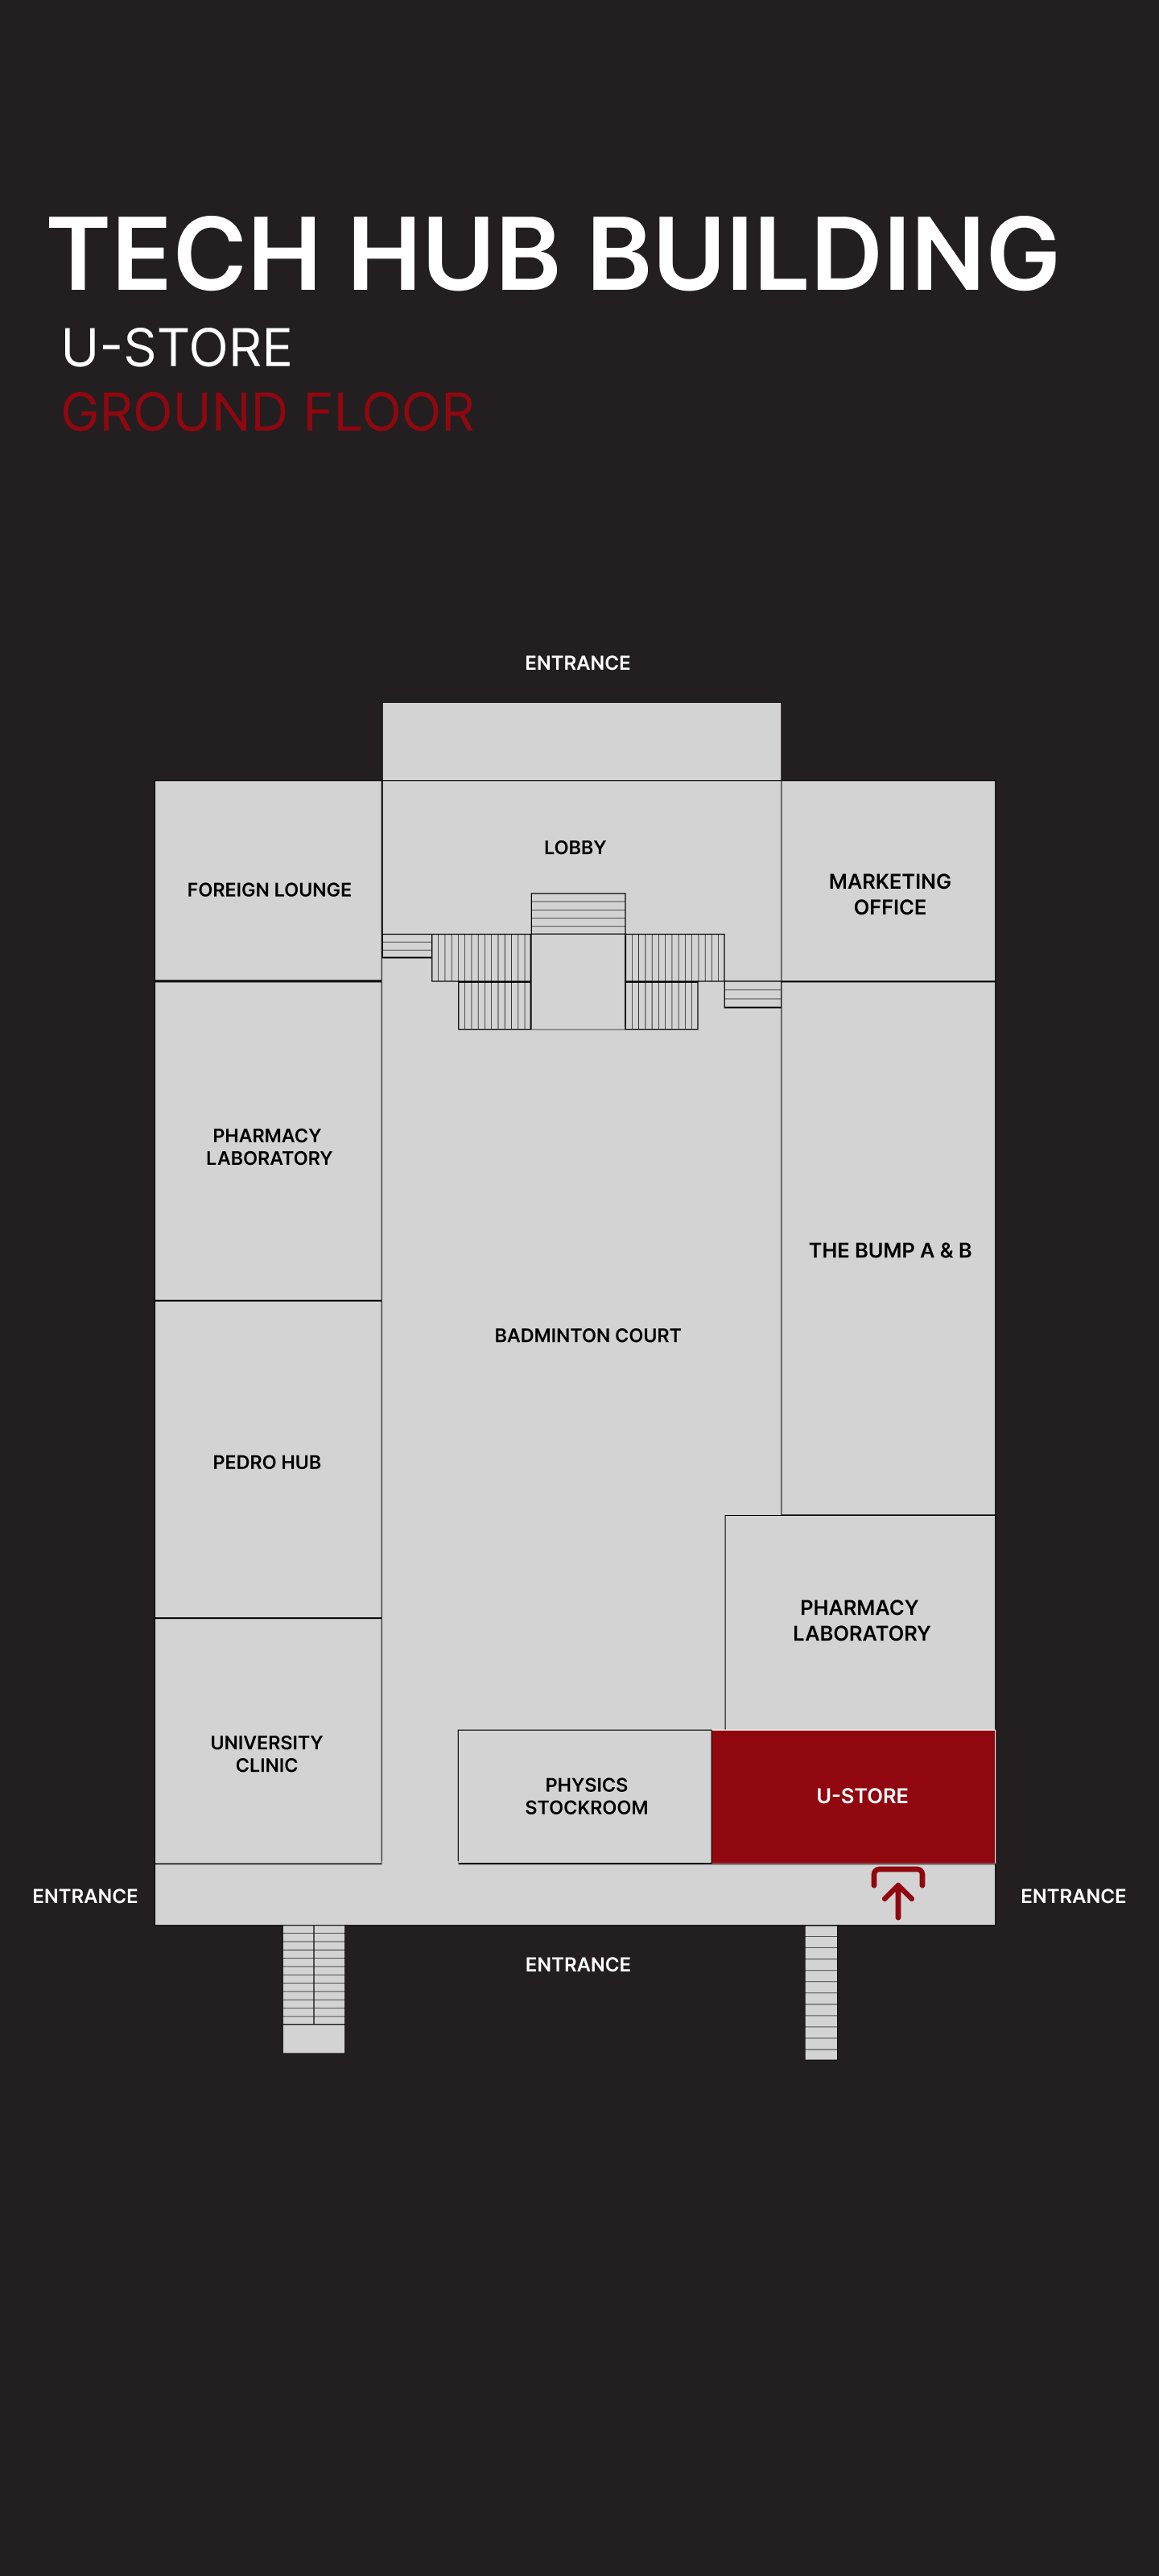 TECH HUB BUILDING
U-STORE
GROUND FLOOR
ENTRANCE
LOBBY
FOREIGN LOUNGE
MARKETING
OFFICE
PHARMACY
LABORATORY
THE BUMP A & B
BADMINTON COURT
PEDRO HUB
PHARMACY
LABORATORY
UNIVERSITY
CLINIC
PHYSICS
STOCKROOM
U-STORE
ENTRANCE
ENTRANCE
ENTRANCE